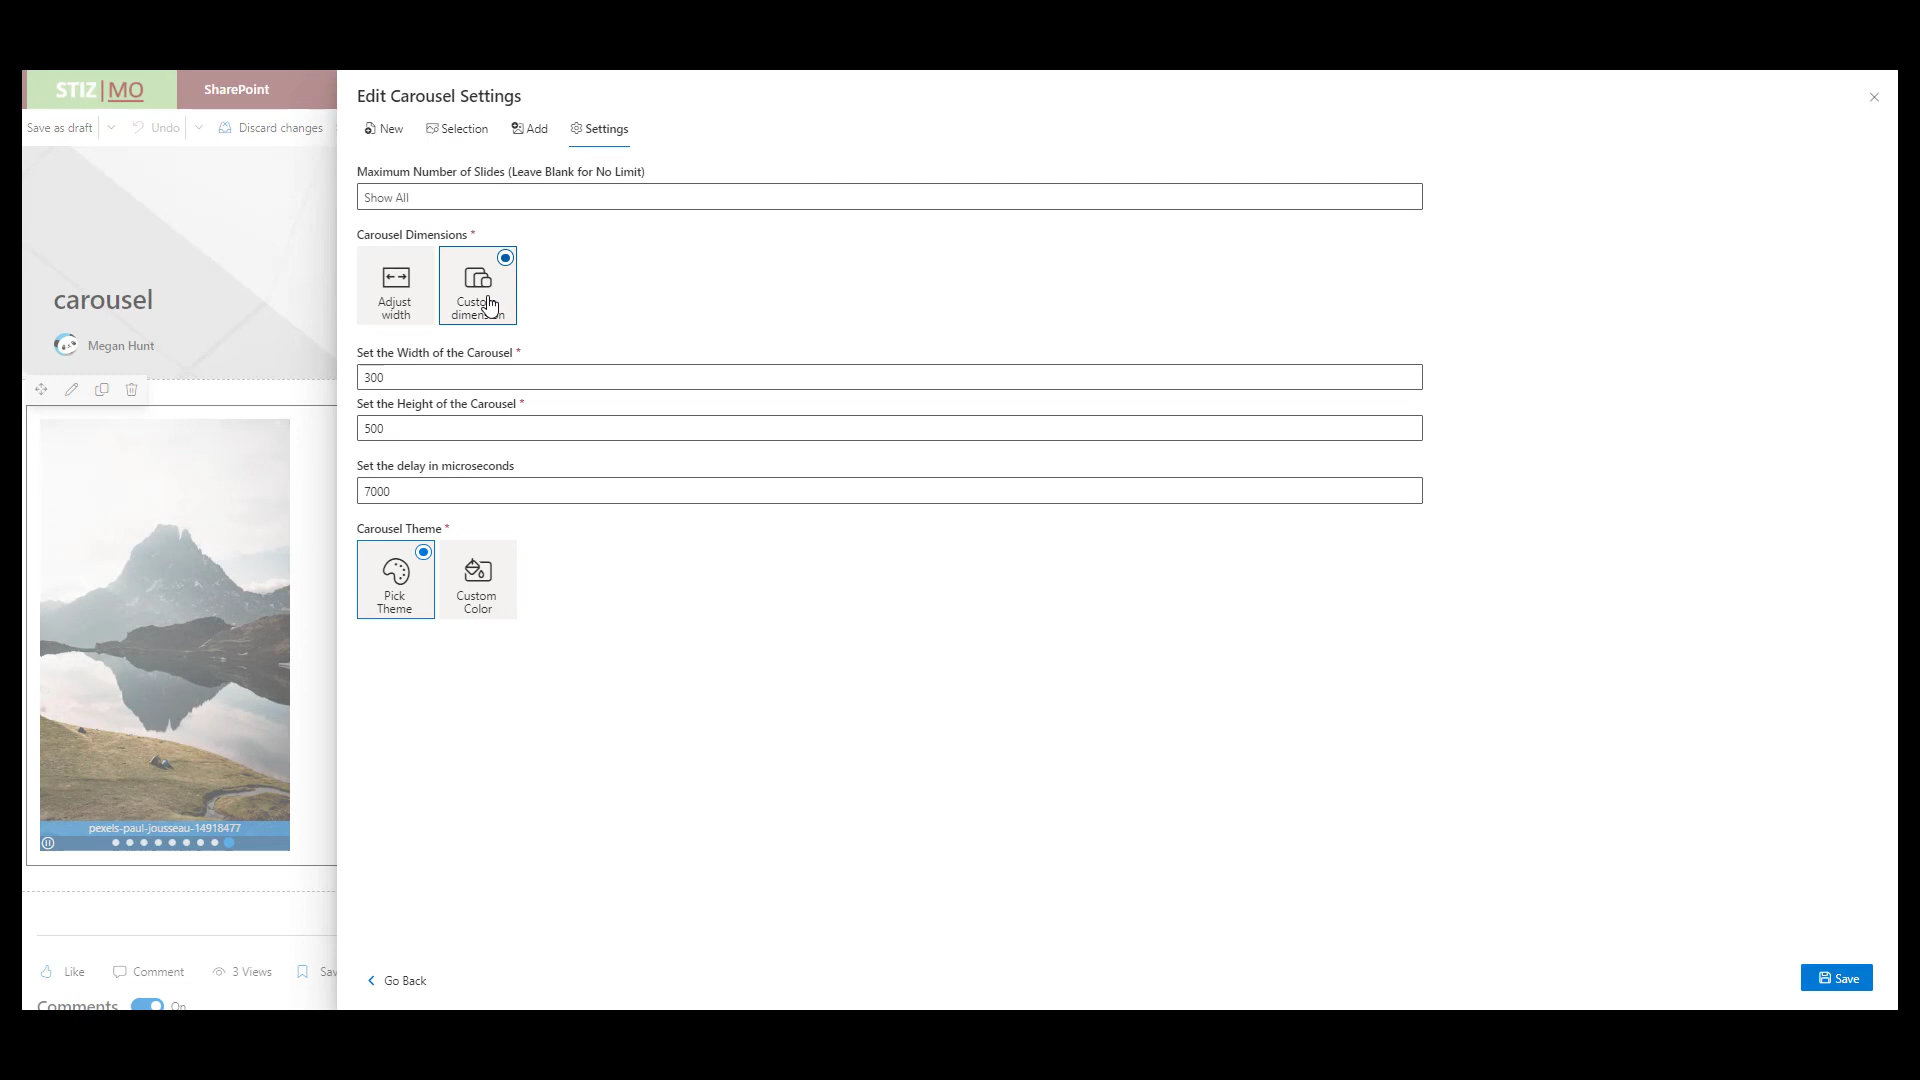 STIZ|MO
SharePoint
Save as draft
Undo
Discard changes
carousel
Megan Hunt
pexels-paul-jousseau-14918477
Like
Comment
3 Views
Comments
On
Edit Carousel Settings
New
Selection
Add
Settings
Maximum Number of Slides (Leave Blank for No Limit)
Show All
Carousel Dimensions *
Adjust
width
Custom
dimension
Set the Width of the Carousel *
300
Set the Height of the Carousel *
500
Set the delay in microseconds
7000
Carousel Theme *
Pick
Theme
Custom
Color
Go Back
Save